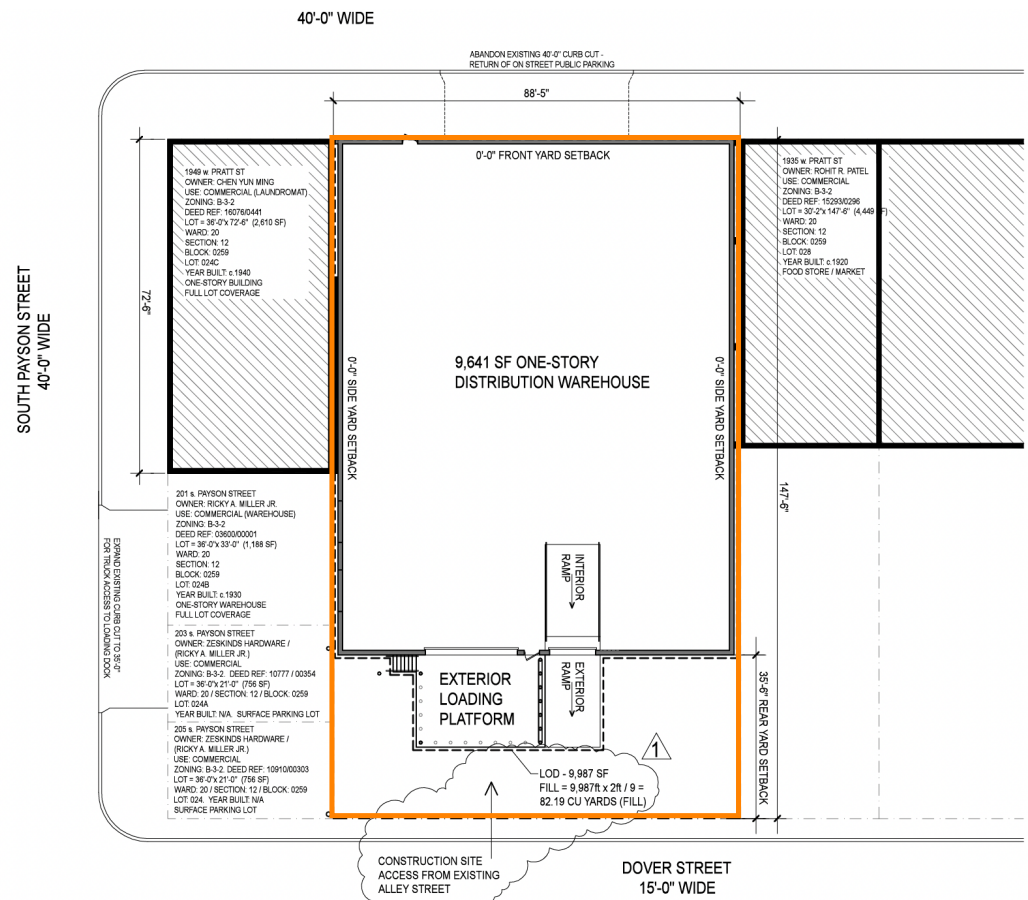 40'-0" WIDE
ABANDON EXISTING 40'-0" CURB CUT -
RETURN OF ON STREET PUBLIC PARKING
88'-5"
0'-0" FRONT YARD SETBACK
1949 w. PRATT ST
OWNER: CHEN YUN MING
USE: COMMERCIAL (LAUNDROMAT)
ZONING: B-3-2
DEED REF: 16076/0441
LOT = 36'-0"x 72'-6" (2,610 SF)
WARD: 20
SECTION: 12
BLOCK: 0259
LOT: 024C
YEAR BUILT: c.1940
ONE-STORY BUILDING
FULL LOT COVERAGE
1935 w. PRATT ST
OWNER: ROHIT R. PATEL
USE: COMMERCIAL
ZONING: B-3-2
DEED REF: 15293/0296
LOT = 30'-2"x 147'-6" (4,449 SF)
WARD: 20
SECTION: 12
BLOCK: 0259
LOT: 028
YEAR BUILT: c.1920
FOOD STORE / MARKET
SOUTH PAYSON STREET
40'-0" WIDE
72'-6"
0'-0" SIDE YARD SETBACK
9,641 SF ONE-STORY
DISTRIBUTION WAREHOUSE
0'-0" SIDE YARD SETBACK
147'-6"
201 s. PAYSON STREET
OWNER: RICKY A. MILLER JR.
USE: COMMERCIAL (WAREHOUSE)
ZONING: B-3-2
DEED REF: 03600/00001
LOT = 36'-0"x 33'-0" (1,188 SF)
WARD: 20
SECTION: 12
BLOCK: 0259
LOT: 024B
YEAR BUILT: c.1930
ONE-STORY WAREHOUSE
FULL LOT COVERAGE
EXPAND EXISTING CURB CUT TO 35'-0"
FOR TRUCK ACCESS TO LOADING DOCK
INTERIOR
RAMP
203 s. PAYSON STREET
OWNER: ZESKINDS HARDWARE /
(RICKY A. MILLER JR.)
USE: COMMERCIAL
ZONING: B-3-2. DEED REF: 10777 / 00354
LOT = 36'-0"x 21'-0" (756 SF)
WARD: 20 / SECTION: 12 / BLOCK: 0259
LOT: 024A
YEAR BUILT: N/A. SURFACE PARKING LOT
EXTERIOR
LOADING
PLATFORM
EXTERIOR
RAMP
35'-6" REAR YARD SETBACK
205 s. PAYSON STREET
OWNER: ZESKINDS HARDWARE /
(RICKY A. MILLER JR.)
USE: COMMERCIAL
ZONING: B-3-2. DEED REF: 10910/00303
LOT = 36'-0"x 21'-0" (756 SF)
WARD: 20 / SECTION: 12 / BLOCK: 0259
LOT: 024. YEAR BUILT: N/A
SURFACE PARKING LOT
1
LOD - 9,987 SF
FILL = 9,987ft x 2ft / 9 =
82.19 CU YARDS (FILL)
CONSTRUCTION SITE
ACCESS FROM EXISTING
ALLEY STREET
DOVER STREET
15'-0" WIDE